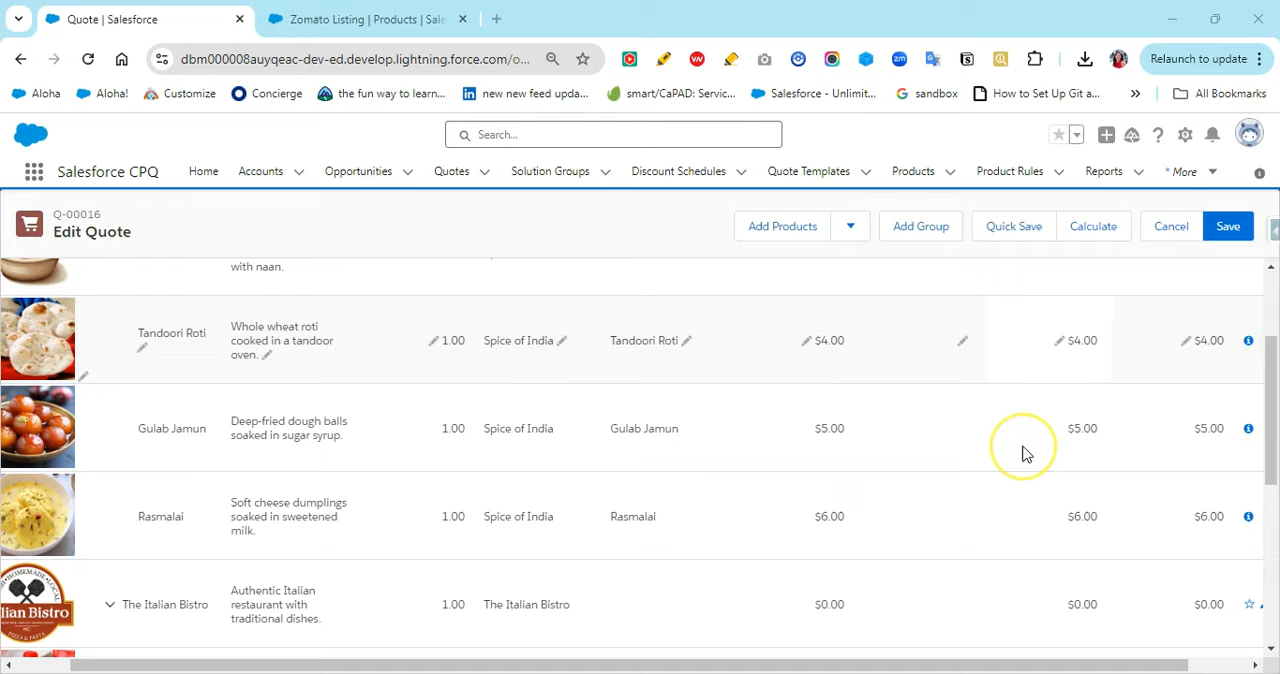 Quote | Salesforce
Zomato Listing | Products | Sale
dbm000008auyqeacdev-ed.develop.lightning.force.com/o...
Relaunch to update
Aloha
Aloha!
Customize
Concierge
the fun way to learn...
new new feed upda...
smart/CaPAD: Servic...
Salesforce - Unlimit...
sandbox
How to Set Up Git a...
All Bookmarks
Search...
Salesforce CPQ
Home
Accounts
Opportunities
Quotes
Solution Groups
Discount Schedules
Quote Templates
Products
Product Rules
Reports
* More
Q-00016
Edit Quote
Add Products
Add Group
Quick Save
Calculate
Cancel
Save
with naan.
Tandoori Roti
Whole wheat roti
cooked in a tandoor
oven.
1.00
Spice of India
Tandoori Roti
$4.00
$4.00
$4.00
Gulab Jamun
Deep-fried dough balls
soaked in sugar syrup.
1.00
Spice of India
Gulab Jamun
$5.00
$5.00
$5.00
Rasmalai
Soft cheese dumplings
soaked in sweetened
milk.
1.00
Spice of India
Rasmalai
$6.00
$6.00
$6.00
HOMEMADE
LOCAL
lian Bistro
PIZZA & PASTA
The Italian Bistro
Authentic Italian
restaurant with
traditional dishes.
1.00
The Italian Bistro
$0.00
$0.00
$0.00